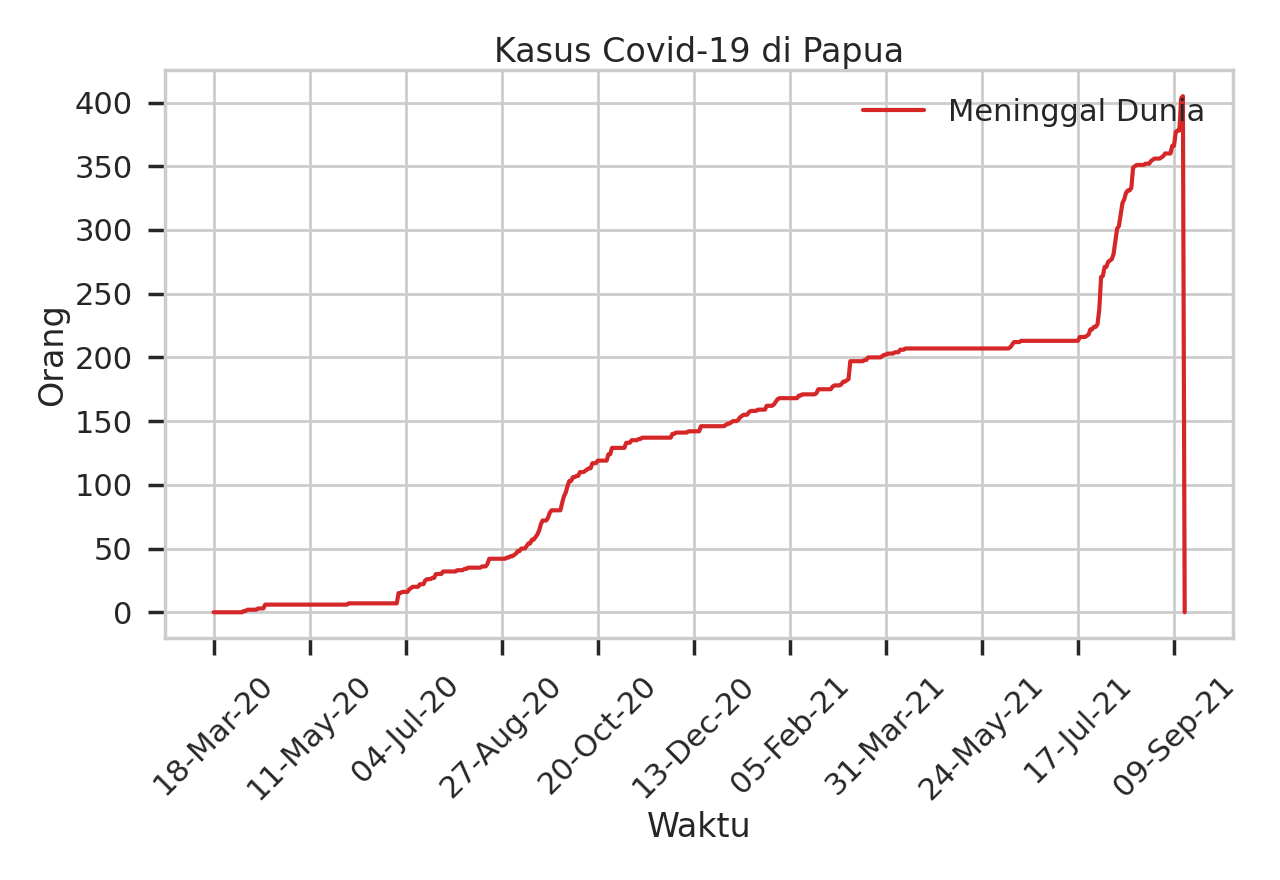 Kasus Covid-19 di Papua
Meninggal Dunia
Orang
400
350
300
250
200
150
100
50
0
18-Mar-20
11-May-20
04-Jul-20
27-Aug-20
20-Oct-20
13-Dec-20
05-Feb-21
31-Mar-21
24-May-21
17-Jul-21
09-Sep-21
Waktu